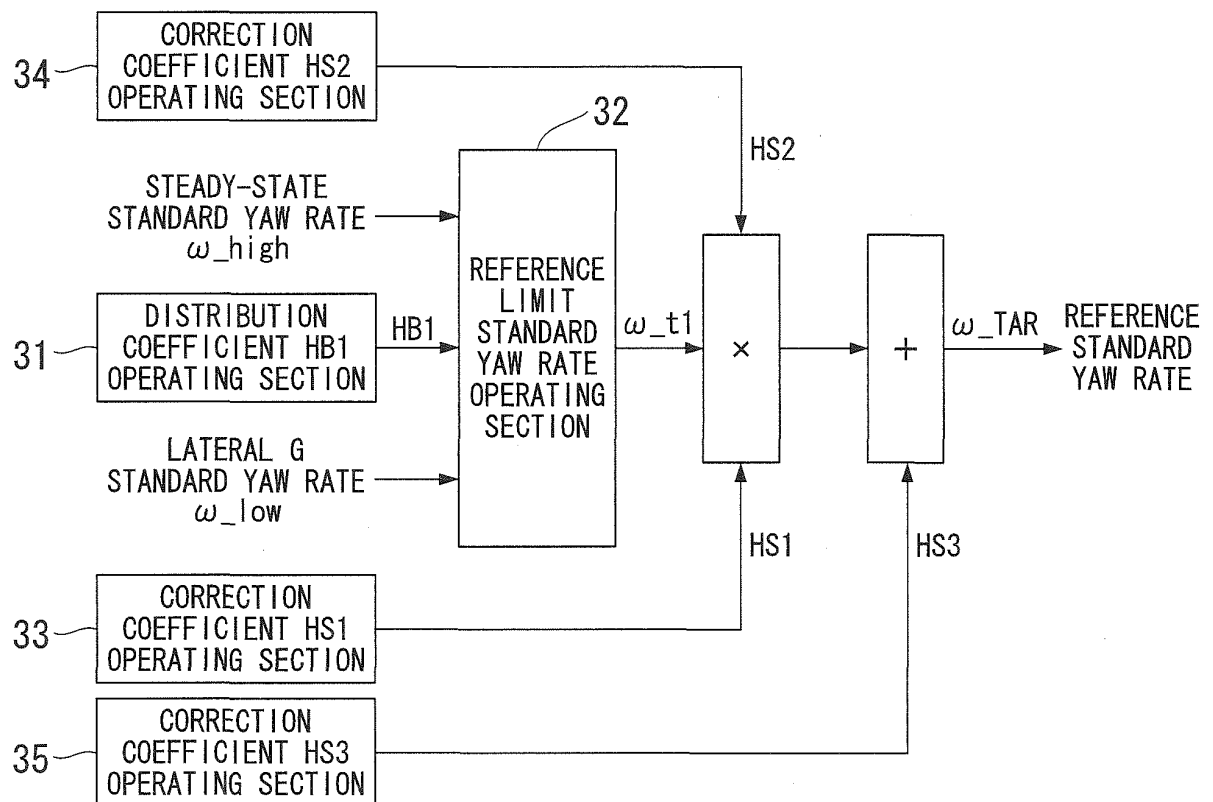 CORRECTION
COEFFICIENT HS2
OPERATING SECTION
34
32
HS2
STEADY-STATE
STANDARD YAW RATE
ω_high
DISTRIBUTION
COEFFICIENT HB1
OPERATING SECTION
31
HB1
REFERENCE
LIMIT
STANDARD
YAW RATE
OPERATING
SECTION
ω_t1
×
+
ω_TAR
REFERENCE
STANDARD
YAW RATE
LATERAL G
STANDARD YAW RATE
ω_low
HS1
HS3
CORRECTION
COEFFICIENT HS1
OPERATING SECTION
33
CORRECTION
COEFFICIENT HS3
OPERATING SECTION
35